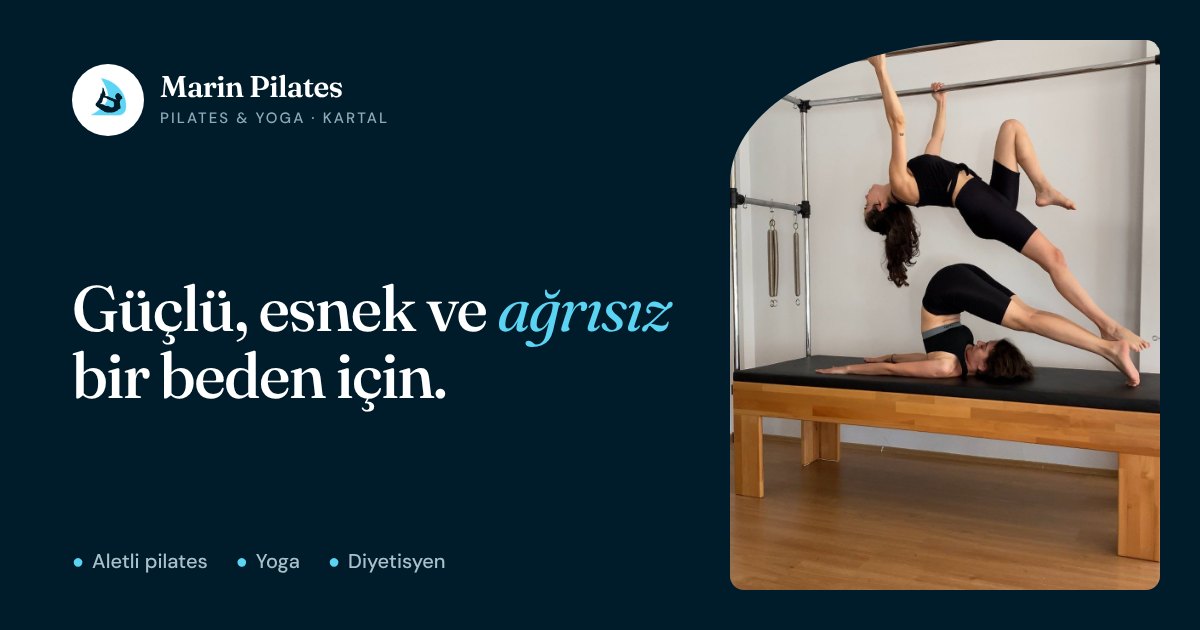 Marin Pilates
PILATES & YOGA · KARTAL
Güçlü, esnek ve ağrısız
bir beden için.
Aletli pilates
Yoga
Diyetisyen